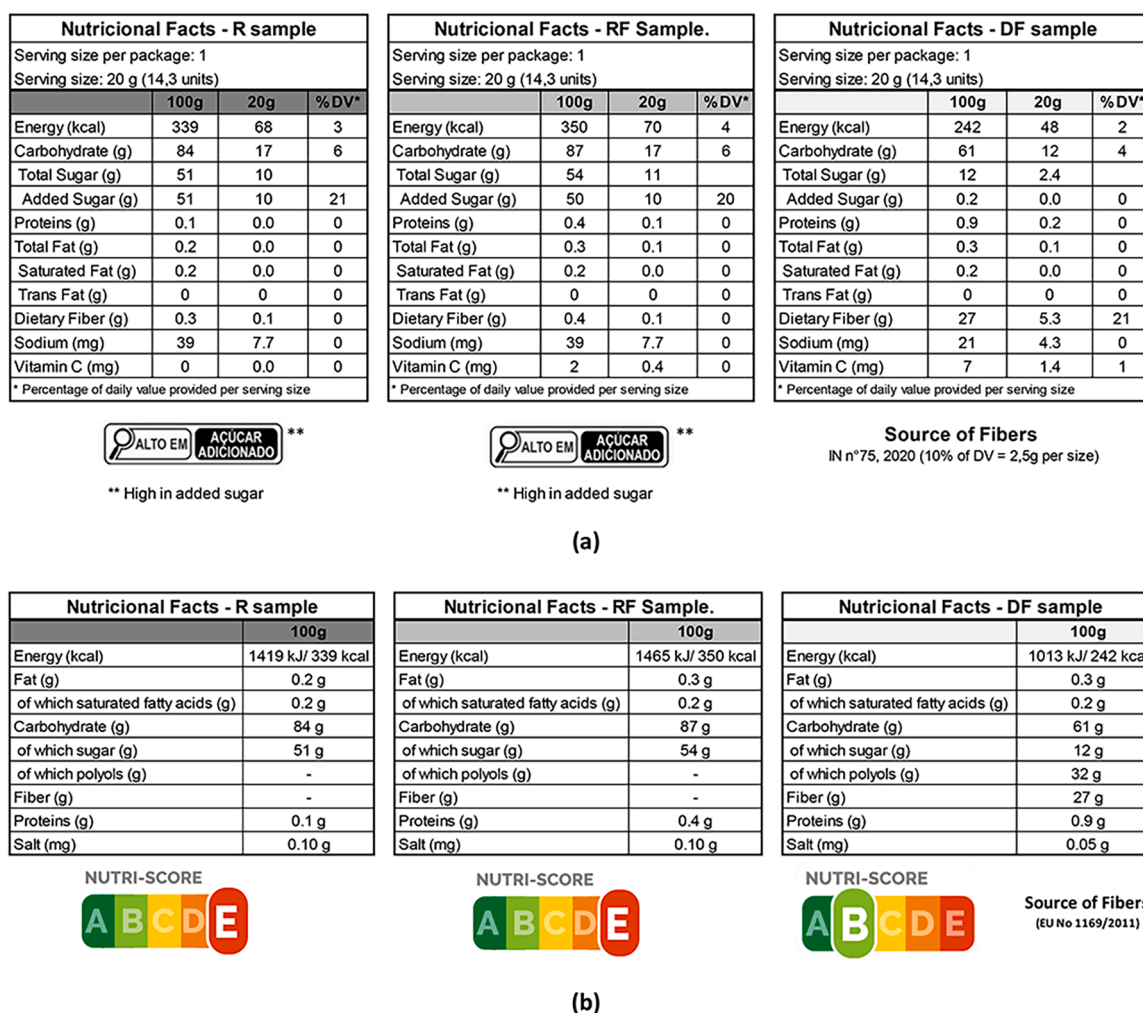 Nutricional Facts - R sample
Serving size per package: 1
Serving size: 20 g (14,3 units)
100g 20g %DV*
Energy (kcal) 339 68 3
Carbohydrate (g) 84 17 6
Total Sugar (g) 51 10
Added Sugar (g) 51 10 21
Proteins (g) 0.1 0.0 0
Total Fat (g) 0.2 0.0 0
Saturated Fat (g) 0.2 0.0 0
Trans Fat (g) 0 0 0
Dietary Fiber (g) 0.3 0.1 0
Sodium (mg) 39 7.7 0
Vitamin C (mg) 0 0.0 0
* Percentage of daily value provided per serving size
ALTO EM AÇÚCAR ADICIONADO **
** High in added sugar
Nutricional Facts - RF Sample.
Serving size per package: 1
Serving size: 20 g (14,3 units)
100g 20g %DV*
Energy (kcal) 350 70 4
Carbohydrate (g) 87 17 6
Total Sugar (g) 54 11
Added Sugar (g) 50 10 20
Proteins (g) 0.4 0.1 0
Total Fat (g) 0.3 0.1 0
Saturated Fat (g) 0.2 0.0 0
Trans Fat (g) 0 0 0
Dietary Fiber (g) 0.4 0.1 0
Sodium (mg) 39 7.7 0
Vitamin C (mg) 2 0.4 0
* Percentage of daily value provided per serving size
ALTO EM AÇÚCAR ADICIONADO **
** High in added sugar
Nutricional Facts - DF sample
Serving size per package: 1
Serving size: 20 g (14,3 units)
100g 20g %DV*
Energy (kcal) 242 48 2
Carbohydrate (g) 61 12 4
Total Sugar (g) 12 2.4
Added Sugar (g) 0.2 0.0 0
Proteins (g) 0.9 0.2 0
Total Fat (g) 0.3 0.1 0
Saturated Fat (g) 0.2 0.0 0
Trans Fat (g) 0 0 0
Dietary Fiber (g) 27 5.3 21
Sodium (mg) 21 4.3 0
Vitamin C (mg) 7 1.4 1
* Percentage of daily value provided per serving size
Source of Fibers
IN n°75, 2020 (10% of DV = 2,5g per size)
(a)
Nutricional Facts - R sample
100g
Energy (kcal) 1419 kJ/ 339 kcal
Fat (g) 0.2 g
of which saturated fatty acids (g) 0.2 g
Carbohydrate (g) 84 g
of which sugar (g) 51 g
of which polyols (g) -
Fiber (g) -
Proteins (g) 0.1 g
Salt (mg) 0.10 g
NUTRI-SCORE
A B C D E
Nutricional Facts - RF Sample.
100g
Energy (kcal) 1465 kJ/ 350 kcal
Fat (g) 0.3 g
of which saturated fatty acids (g) 0.2 g
Carbohydrate (g) 87 g
of which sugar (g) 54 g
of which polyols (g) -
Fiber (g) -
Proteins (g) 0.4 g
Salt (mg) 0.10 g
NUTRI-SCORE
A B C D E
Nutricional Facts - DF sample
100g
Energy (kcal) 1013 kJ/ 242 kcal
Fat (g) 0.3 g
of which saturated fatty acids (g) 0.2 g
Carbohydrate (g) 61 g
of which sugar (g) 12 g
of which polyols (g) 32 g
Fiber (g) 27 g
Proteins (g) 0.9 g
Salt (mg) 0.05 g
NUTRI-SCORE
A B C D E
Source of Fibers
(EU No 1169/2011)
(b)